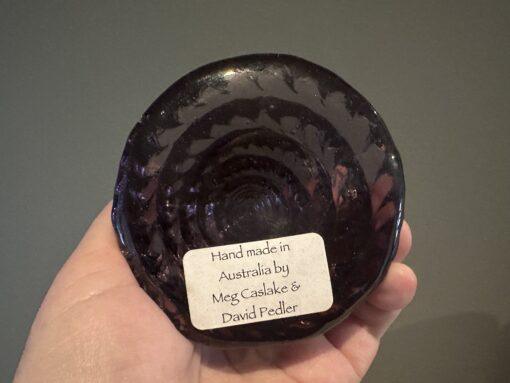 Hand made in
Australia by
Meg Caslake &
David Pedler